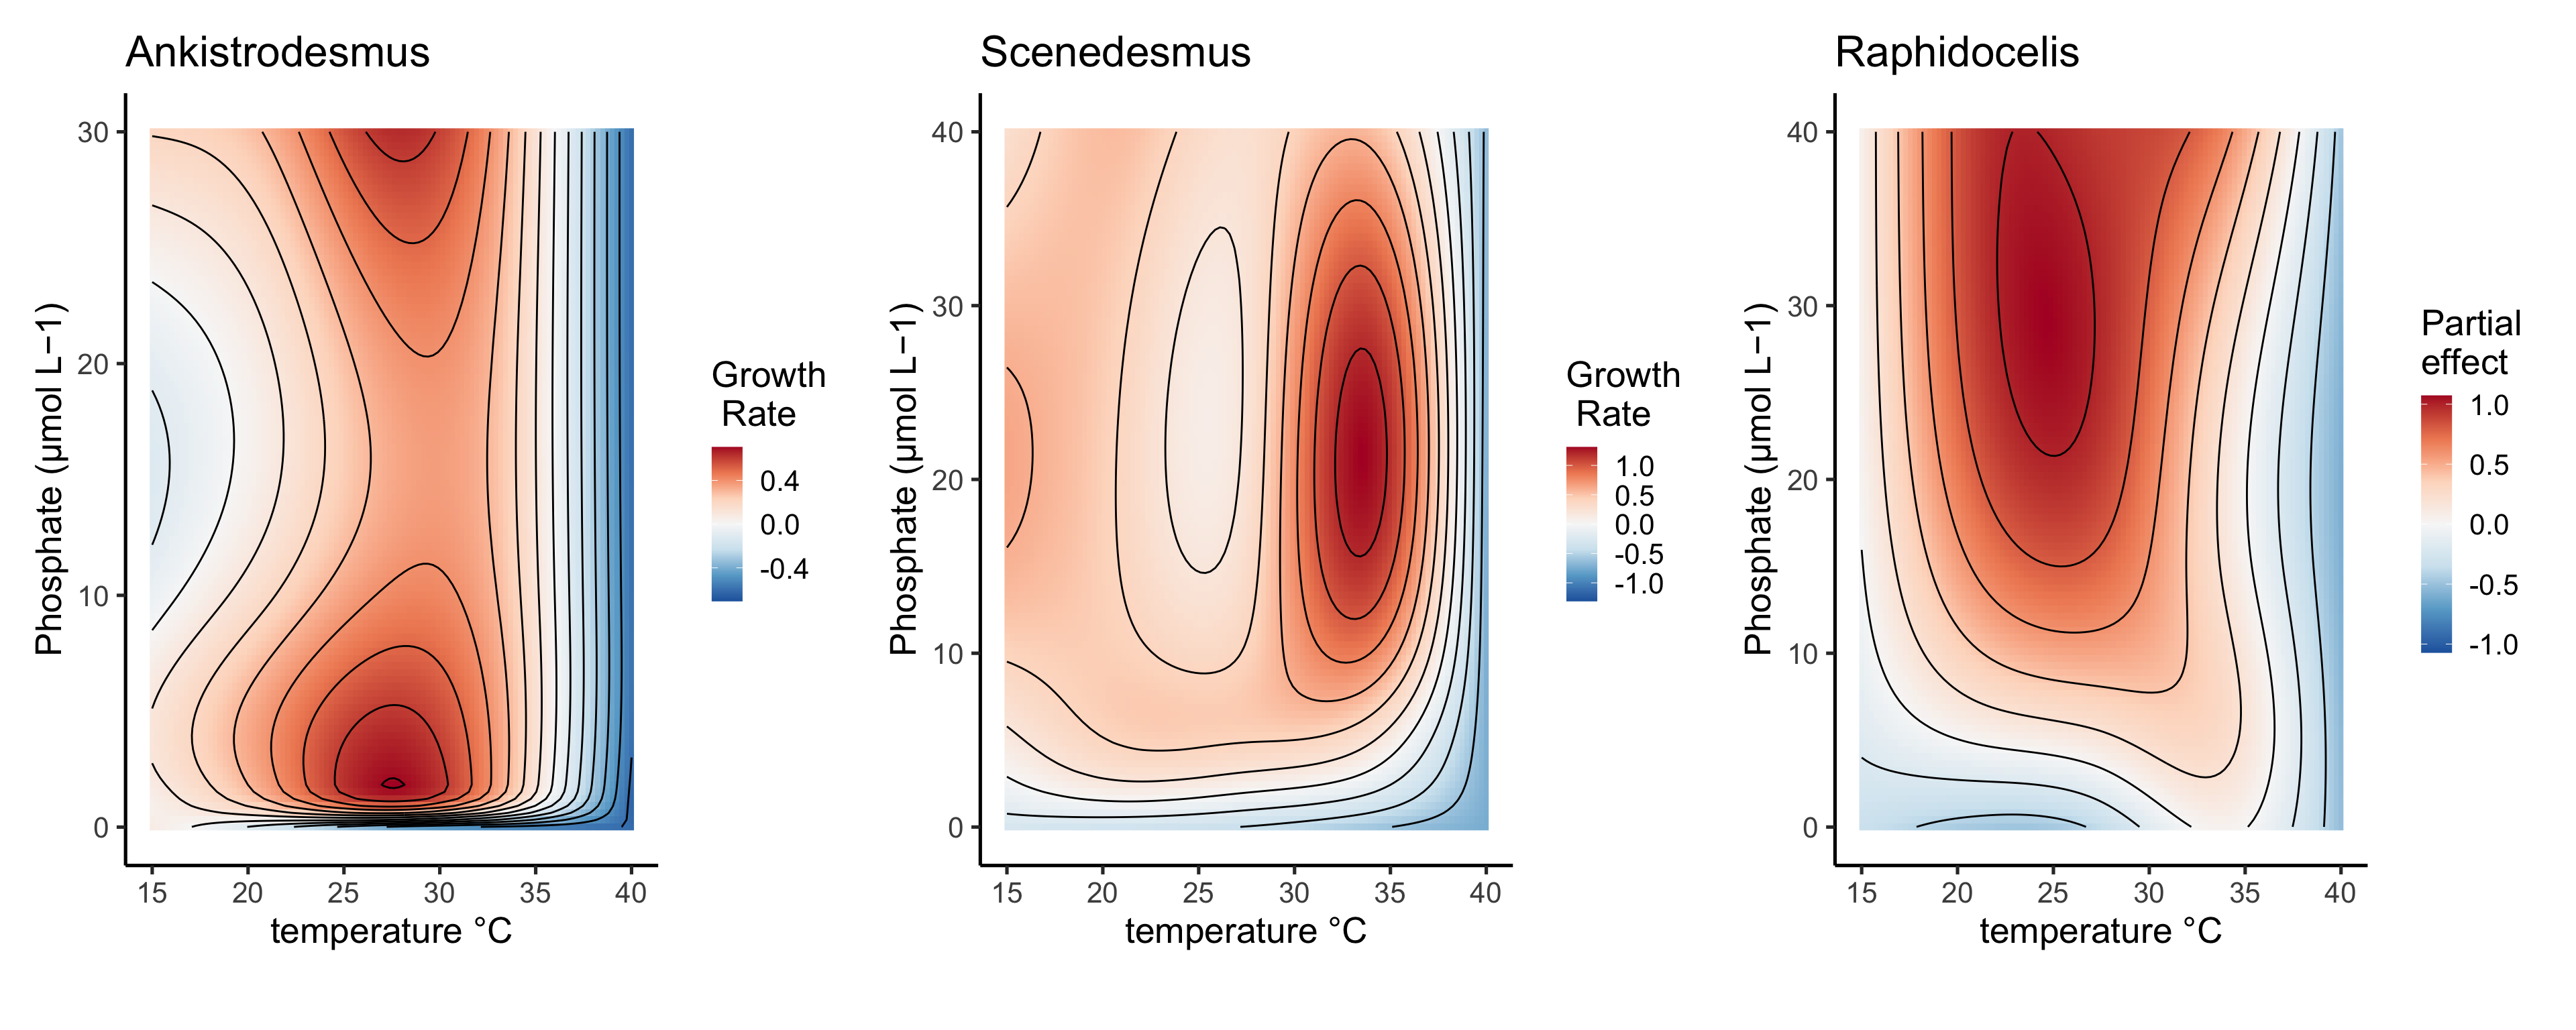 Ankistrodesmus
Phosphate (μmol L−1)
30
20
10
0
15 20 25 30 35 40
temperature °C
Growth
Rate
0.4
0.0
-0.4
Scenedesmus
Phosphate (μmol L−1)
40
30
20
10
0
15 20 25 30 35 40
temperature °C
Growth
Rate
1.0
0.5
0.0
-0.5
-1.0
Raphidocelis
Phosphate (μmol L−1)
40
30
20
10
0
15 20 25 30 35 40
temperature °C
Partial
effect
1.0
0.5
0.0
-0.5
-1.0